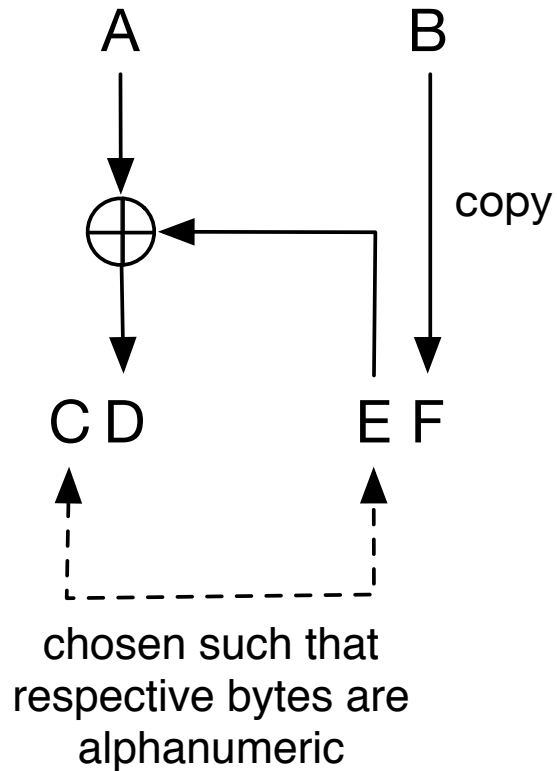 A B
copy
C D E F
chosen such that
respective bytes are
alphanumeric